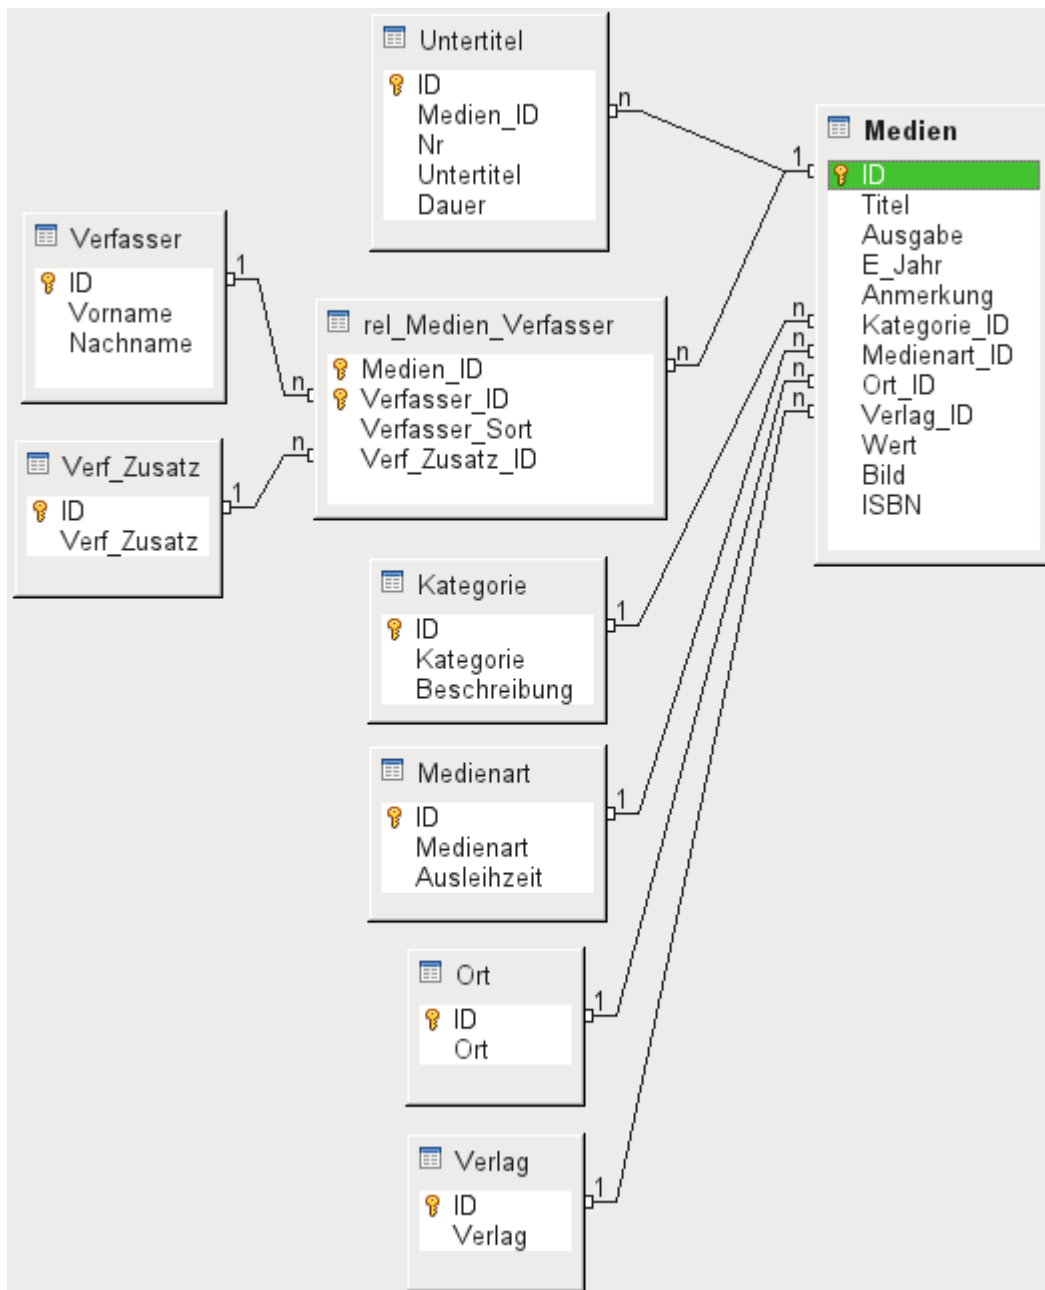 Untertitel
ID
Medien_ID
Nr
Untertitel
Dauer
n
Medien
1
ID
Titel
Ausgabe
E_Jahr
Anmerkung
Kategorie_ID
Medienart_ID
Ort_ID
Verlag_ID
Wert
Bild
ISBN
n
n
n
n
Verfasser
ID
Vorname
Nachname
1
rel_Medien_Verfasser
Medien_ID
Verfasser_ID
Verfasser_Sort
Verf_Zusatz_ID
n
n
n
Verf_Zusatz
ID
Verf_Zusatz
1
Kategorie
ID
Kategorie
Beschreibung
1
Medienart
ID
Medienart
Ausleihzeit
1
Ort
ID
Ort
1
Verlag
ID
Verlag
1